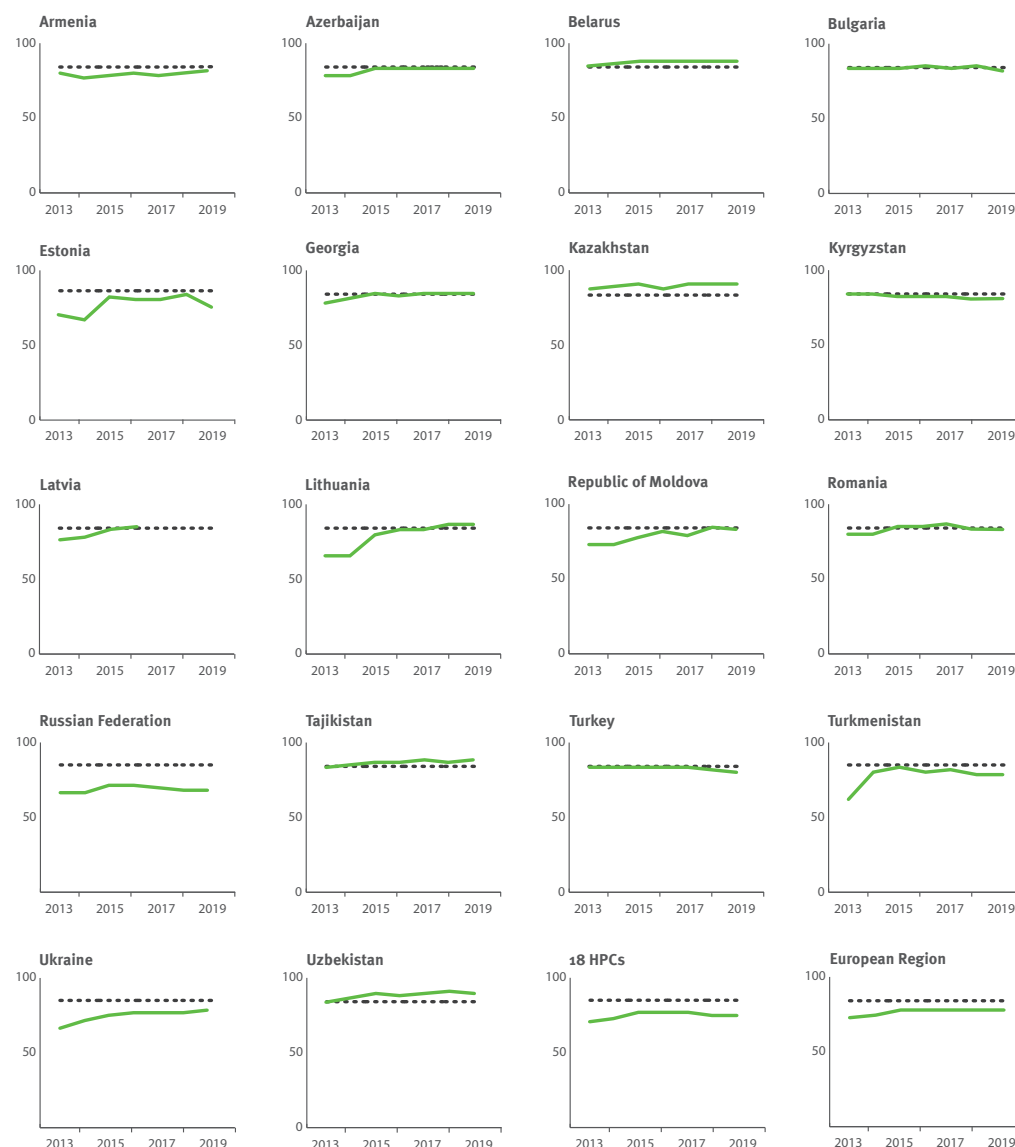 Armenia
100
50
0
2013 2015 2017 2019
Azerbaijan
100
50
0
2013 2015 2017 2019
Belarus
100
50
0
2013 2015 2017 2019
Bulgaria
100
50
0
2013 2015 2017 2019
Estonia
100
50
0
2013 2015 2017 2019
Georgia
100
50
0
2013 2015 2017 2019
Kazakhstan
100
50
0
2013 2015 2017 2019
Kyrgyzstan
100
50
0
2013 2015 2017 2019
Latvia
100
50
0
2013 2015 2017 2019
Lithuania
100
50
0
2013 2015 2017 2019
Republic of Moldova
100
50
0
2013 2015 2017 2019
Romania
100
50
0
2013 2015 2017 2019
Russian Federation
100
50
0
2013 2015 2017 2019
Tajikistan
100
50
0
2013 2015 2017 2019
Turkey
100
50
0
2013 2015 2017 2019
Turkmenistan
100
50
0
2013 2015 2017 2019
Ukraine
100
50
0
2013 2015 2017 2019
Uzbekistan
100
50
0
2013 2015 2017 2019
18 HPCs
100
50
0
2013 2015 2017 2019
European Region
100
50
0
2013 2015 2017 2019